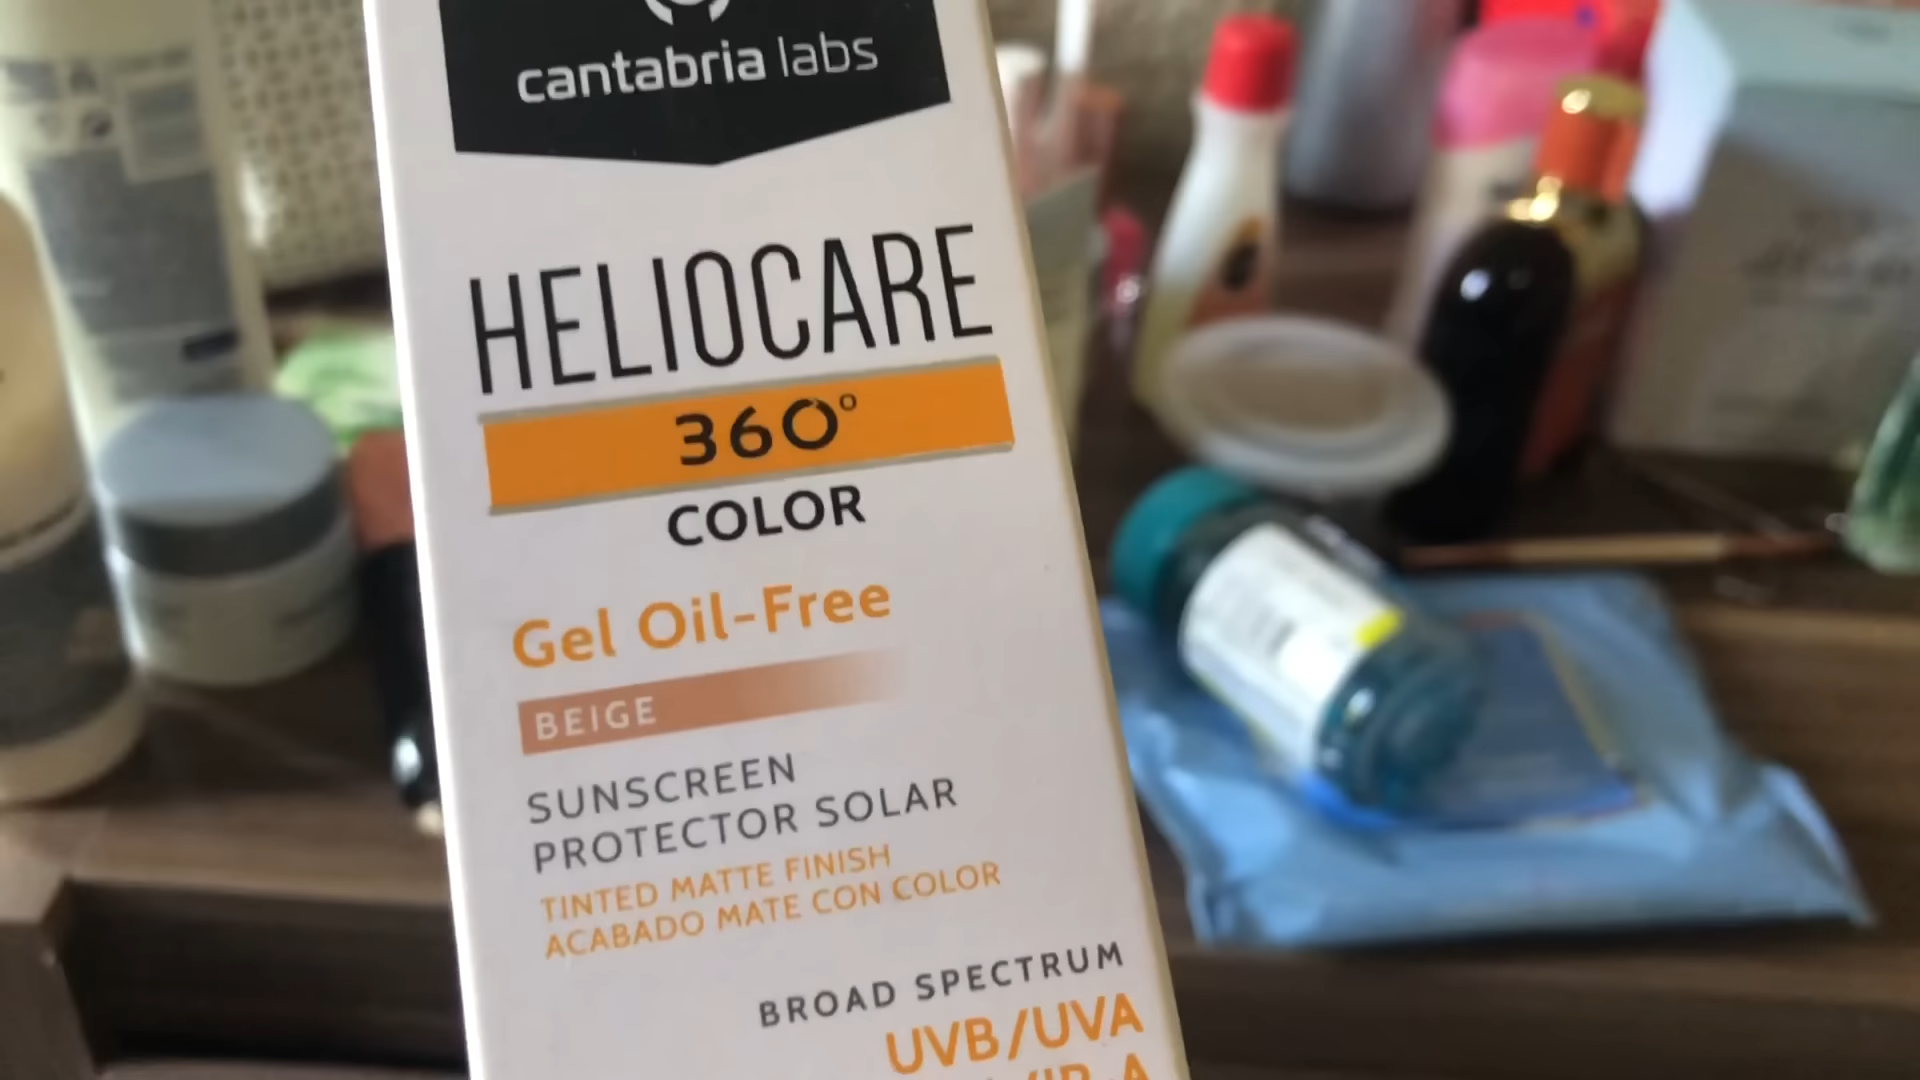 cantabria labs
HELIOCARE
360°
COLOR
Gel Oil-Free
BEIGE
SUNSCREEN
PROTECTOR SOLAR
TINTED MATTE FINISH
ACABADO MATE CON COLOR
BROAD SPECTRUM
UVB/UVA
/IR-A